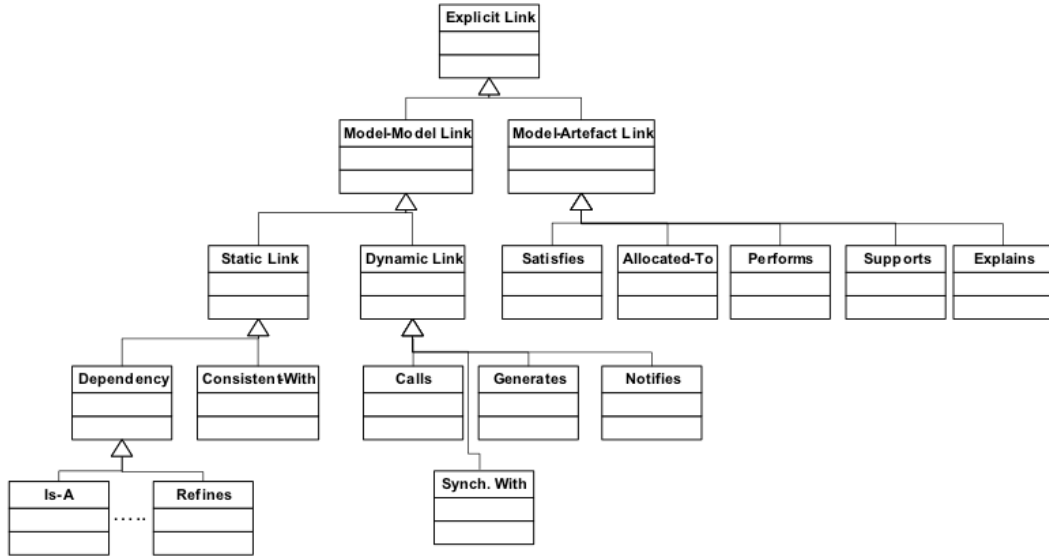 Explicit Link
Model-Model Link
Model-Artefact Link
Static Link
Dynamic Link
Satisfies
Allocated-To
Performs
Supports
Explains
Dependency
Consistent-With
Calls
Generates
Notifies
Is-A
.....
Refines
Synch. With